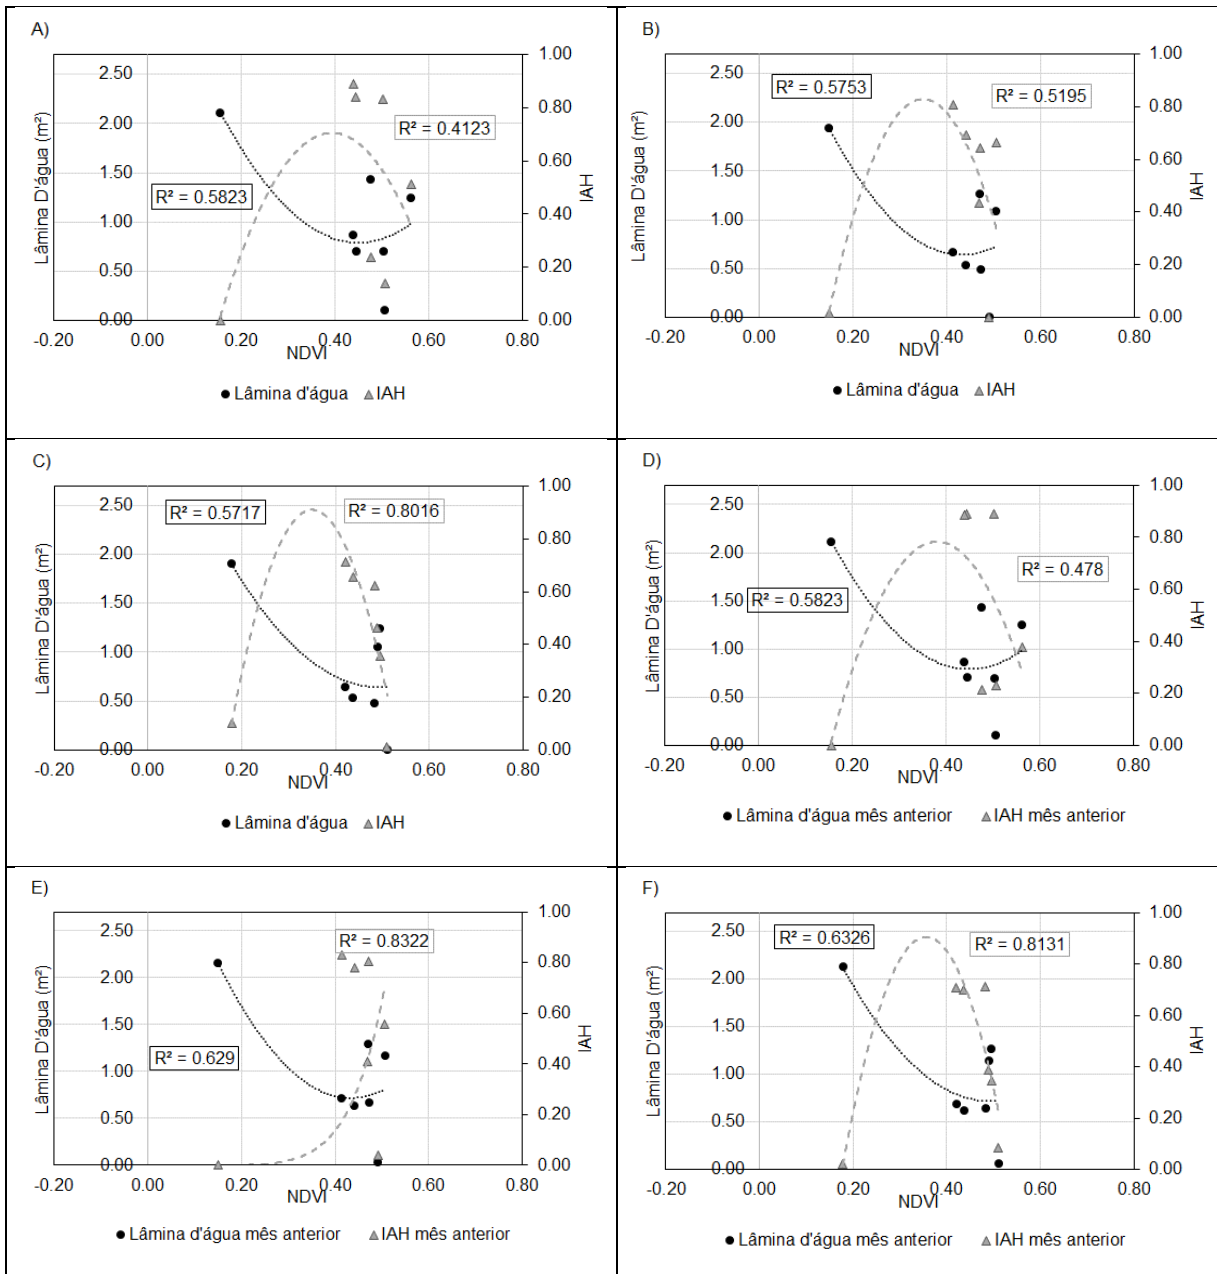 A)
Lâmina D'água (m²)
2.50
2.00
1.50
1.00
0.50
0.00
1.00
0.80
0.60
0.40
0.20
0.00
IAH
R² = 0.4123
R² = 0.5823
-0.20 0.00 0.20 0.40 0.60 0.80
NDVI
Lâmina d'água IAH
B)
Lâmina D'água (m²)
2.50
2.00
1.50
1.00
0.50
0.00
1.00
0.80
0.60
0.40
0.20
0.00
IAH
R² = 0.5753
R² = 0.5195
-0.20 0.00 0.20 0.40 0.60 0.80
NDVI
Lâmina d'água IAH
C)
Lâmina D'água (m²)
2.50
2.00
1.50
1.00
0.50
0.00
1.00
0.80
0.60
0.40
0.20
0.00
IAH
R² = 0.5717
R² = 0.8016
-0.20 0.00 0.20 0.40 0.60 0.80
NDVI
Lâmina d'água IAH
D)
Lâmina D'água (m²)
2.50
2.00
1.50
1.00
0.50
0.00
1.00
0.80
0.60
0.40
0.20
0.00
IAH
R² = 0.478
R² = 0.5823
-0.20 0.00 0.20 0.40 0.60 0.80
NDVI
Lâmina d'água mês anterior IAH mês anterior
E)
Lâmina D'água (m²)
2.50
2.00
1.50
1.00
0.50
0.00
1.00
0.80
0.60
0.40
0.20
0.00
IAH
R² = 0.8322
R² = 0.629
-0.20 0.00 0.20 0.40 0.60 0.80
NDVI
Lâmina d'água mês anterior IAH mês anterior
F)
Lâmina D'água (m²)
2.50
2.00
1.50
1.00
0.50
0.00
1.00
0.80
0.60
0.40
0.20
0.00
IAH
R² = 0.6326
R² = 0.8131
-0.20 0.00 0.20 0.40 0.60 0.80
NDVI
Lâmina d'água mês anterior IAH mês anterior